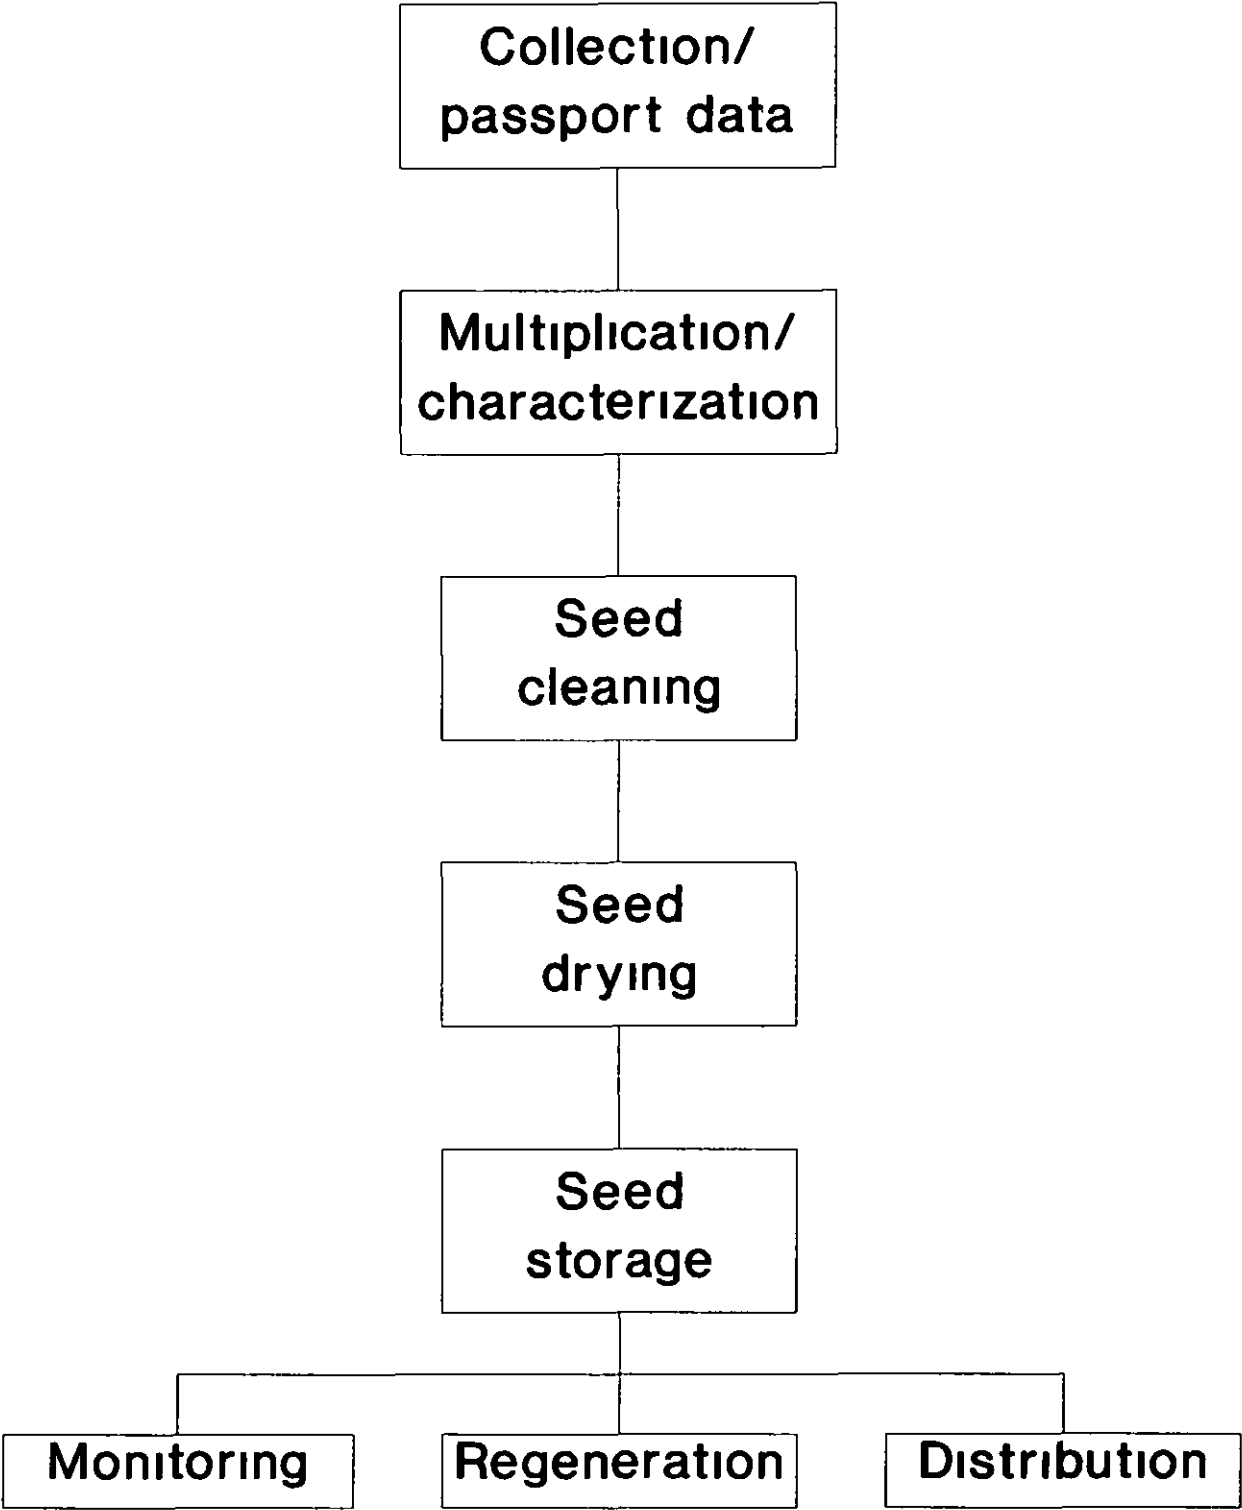 Collection/
passport data
Multiplication/
characterization
Seed
cleaning
Seed
drying
Seed
storage
Monitoring
Regeneration
Distribution